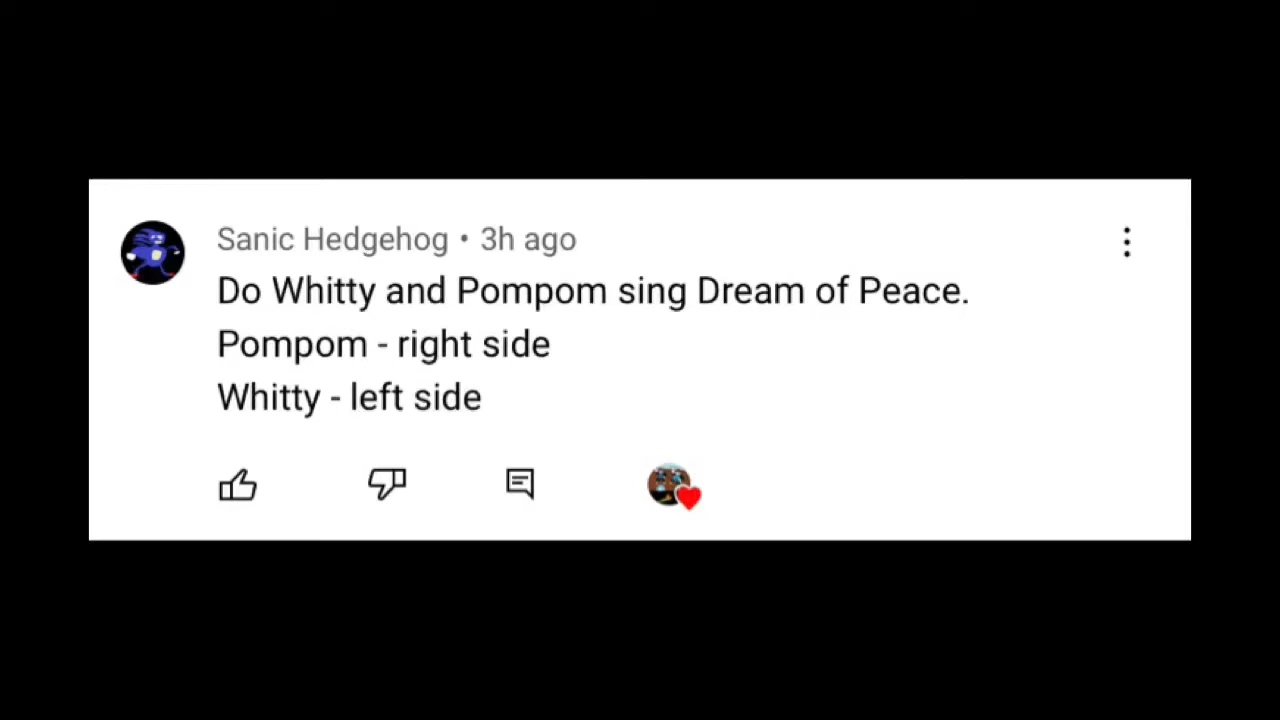 Sanic Hedgehog • 3h ago
Do Whitty and Pompom sing Dream of Peace.
Pompom - right side
Whitty - left side